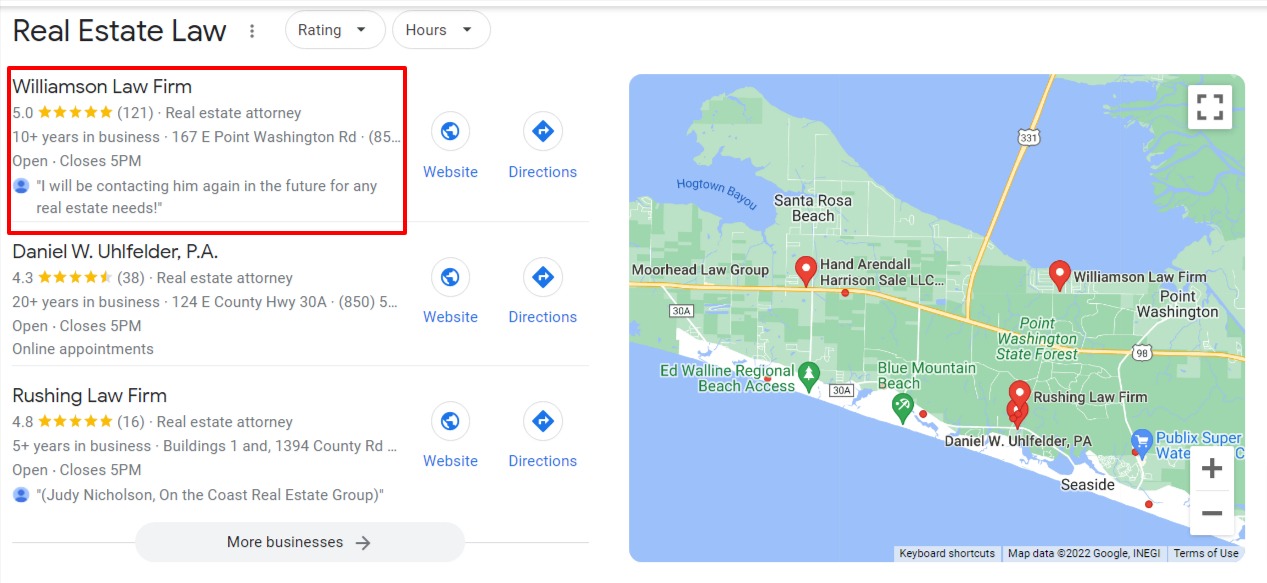 Real Estate Law
Rating
Hours
Williamson Law Firm
5.0 (121) · Real estate attorney
10+ years in business · 167 E Point Washington Rd · (85...
Open · Closes 5PM
"I will be contacting him again in the future for any
real estate needs!"
Website
Directions
Daniel W. Uhlfelder, P.A.
4.3 (38) · Real estate attorney
20+ years in business · 124 E County Hwy 30A · (850) 5...
Open · Closes 5PM
Online appointments
Website
Directions
Rushing Law Firm
4.8 (16) · Real estate attorney
5+ years in business · Buildings 1 and, 1394 County Rd ...
Open · Closes 5PM
"(Judy Nicholson, On the Coast Real Estate Group)"
Website
Directions
More businesses
331
Hogtown Bayou
Santa Rosa
Beach
Moorhead Law Group
Hand Arendall
Harrison Sale LLC...
Williamson Law Firm
Point
Washington
30A
Point
Washington
State Forest
98
Ed Walline Regional
Beach Access
30A
Blue Mountain
Beach
Rushing Law Firm
Daniel W. Uhlfelder, PA
Publix Super
Wate
C
Seaside
Keyboard shortcuts
Map data ©2022 Google, INEGI
Terms of Use